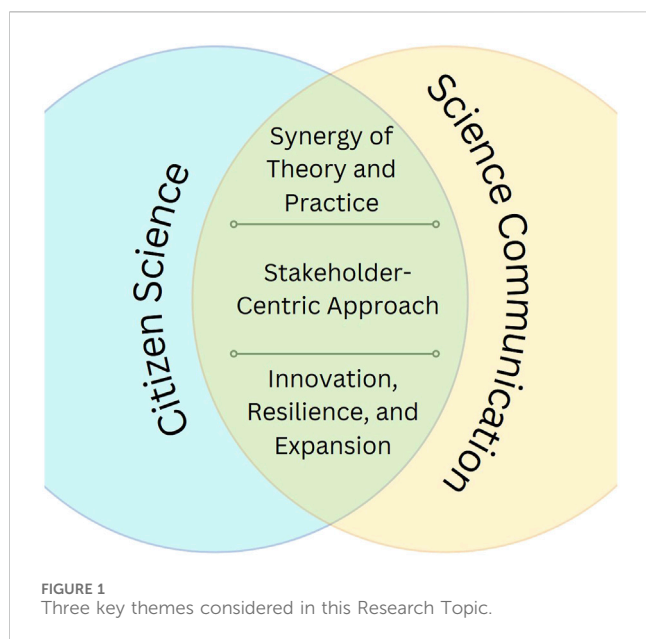 Citizen Science
Synergy of
Theory and
Practice
Stakeholder-
Centric Approach
Innovation,
Resilience, and
Expansion
Science Communication
FIGURE 1
Three key themes considered in this Research Topic.